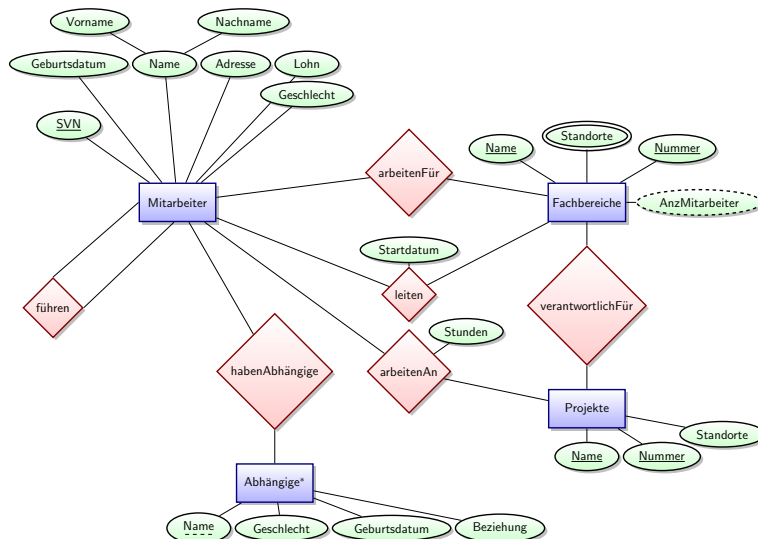 Vorname
Nachname
Geburtsdatum
Name
Adresse
Lohn
Geschlecht
SVN
Standorte
Name
Nummer
arbeitenFür
Mitarbeiter
Fachbereiche
AnzMitarbeiter
Startdatum
leiten
führen
verantwortlichFür
Stunden
habenAbhängige
arbeitenAn
Projekte
Standorte
Name
Nummer
Abhängige*
Name
Geschlecht
Geburtsdatum
Beziehung